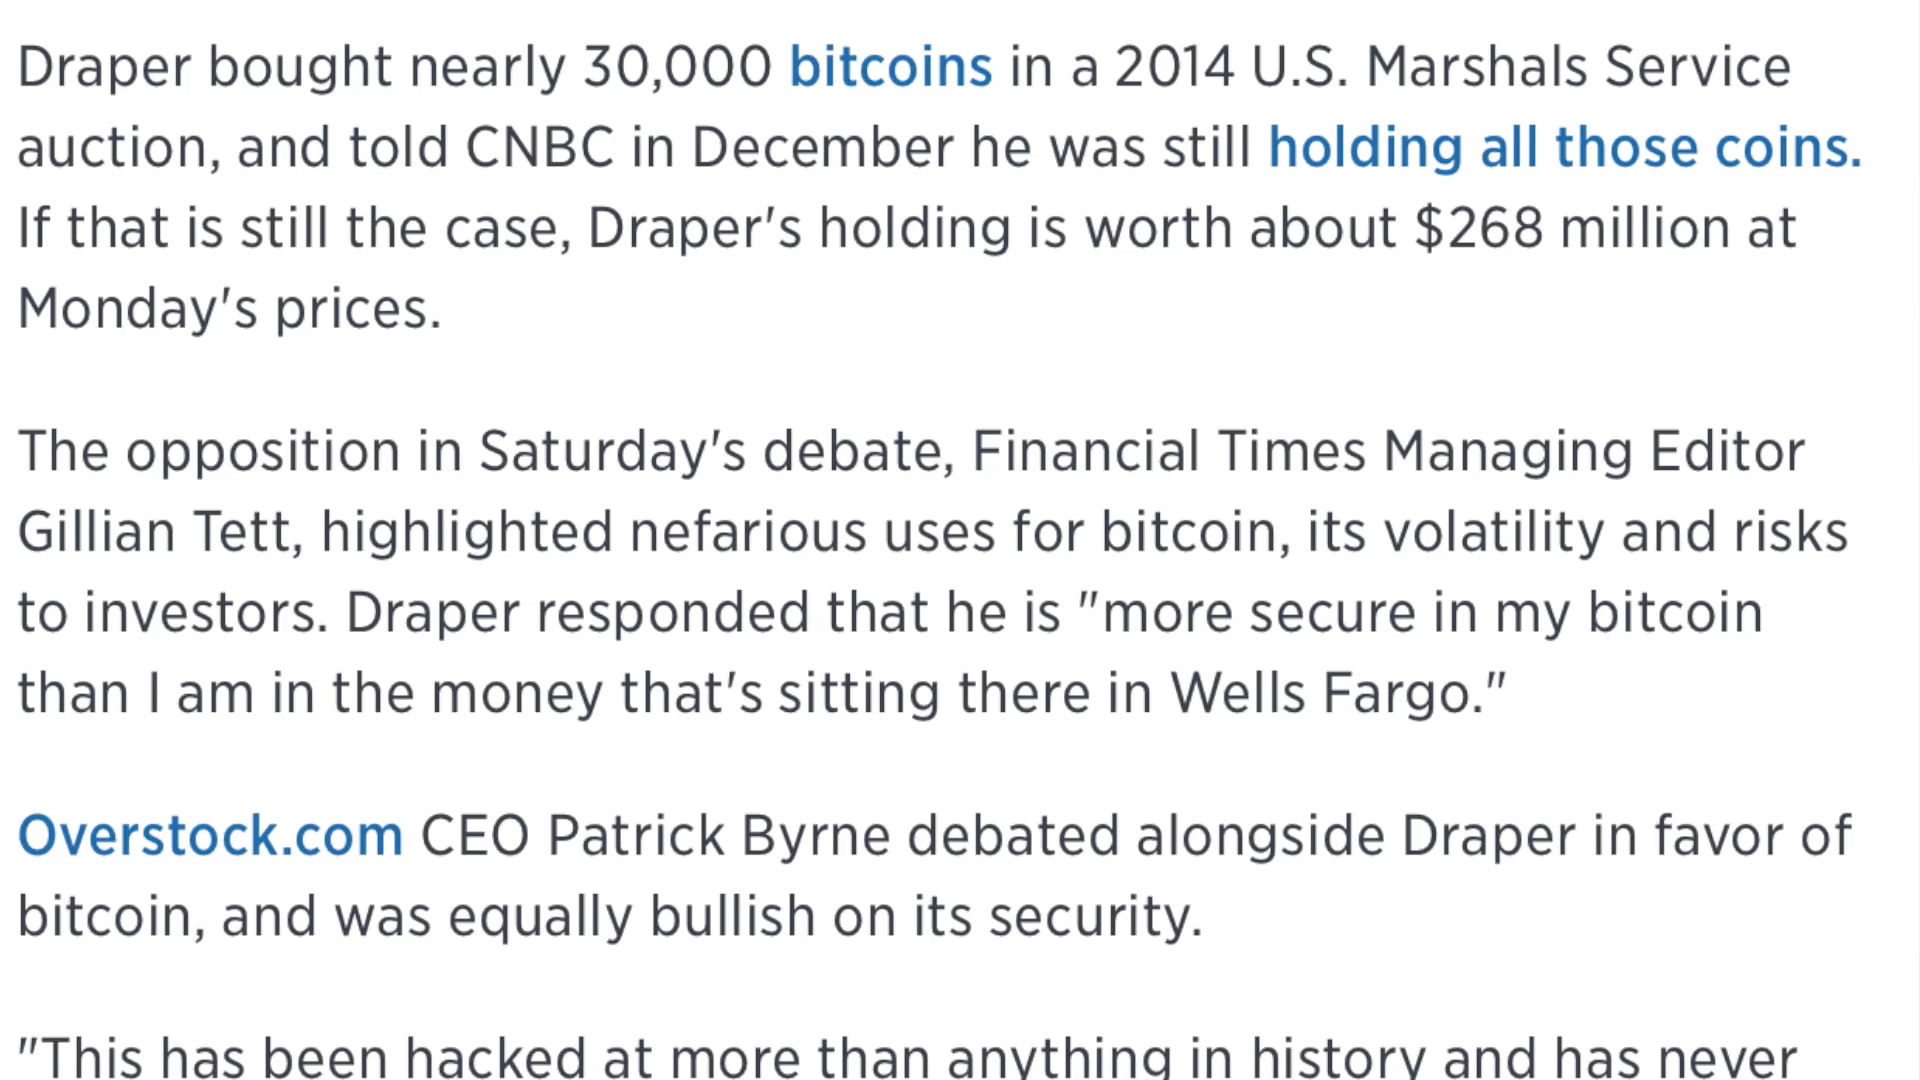 Draper bought nearly 30,000 bitcoins in a 2014 U.S. Marshals Service
auction, and told CNBC in December he was still holding all those coins.
If that is still the case, Draper's holding is worth about $268 million at
Monday's prices.
The opposition in Saturday's debate, Financial Times Managing Editor
Gillian Tett, highlighted nefarious uses for bitcoin, its volatility and risks
to investors. Draper responded that he is "more secure in my bitcoin
than I am in the money that's sitting there in Wells Fargo."
Overstock.com CEO Patrick Byrne debated alongside Draper in favor of
bitcoin, and was equally bullish on its security.
"This has been hacked at more than anything in history and has never